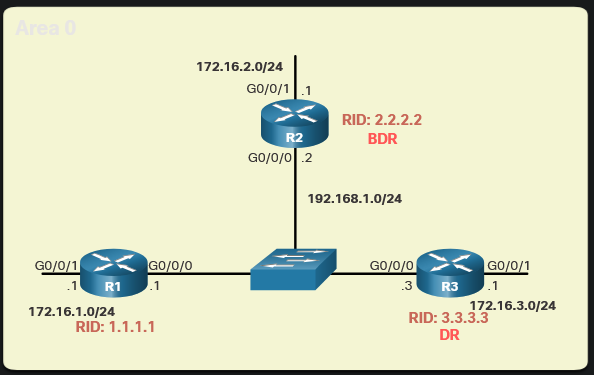 Area 0
172.16.2.0/24
G0/0/1 .1
R2
RID: 2.2.2.2
BDR
G0/0/0 .2
192.168.1.0/24
G0/0/1 R1 G0/0/0
.1 .1
172.16.1.0/24
RID: 1.1.1.1
G0/0/0 R3 G0/0/1
.3 .1
172.16.3.0/24
RID: 3.3.3.3
DR